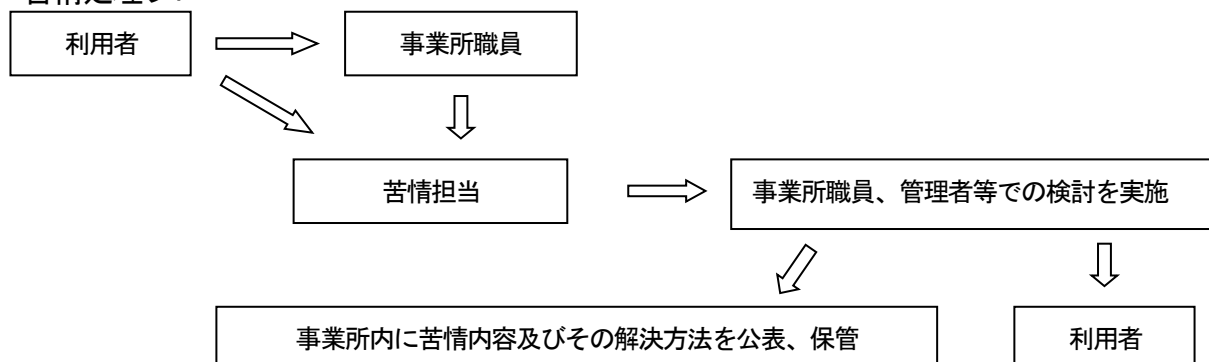 利用者
事業所職員
苦情担当
事業所職員、管理者等での検討を実施
事業所内に苦情内容及びその解決方法を公表、保管
利用者